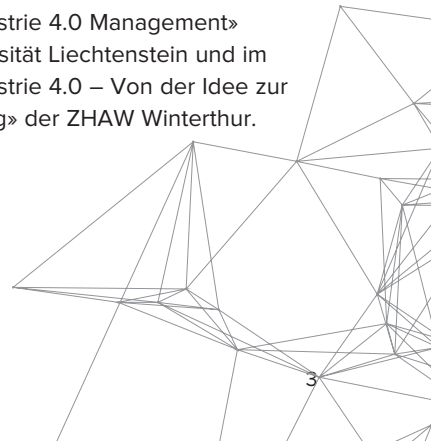 strie 4.0 Management»
sität Liechtenstein und im
strie 4.0 – Von der Idee zur
g» der ZHAW Winterthur.
3